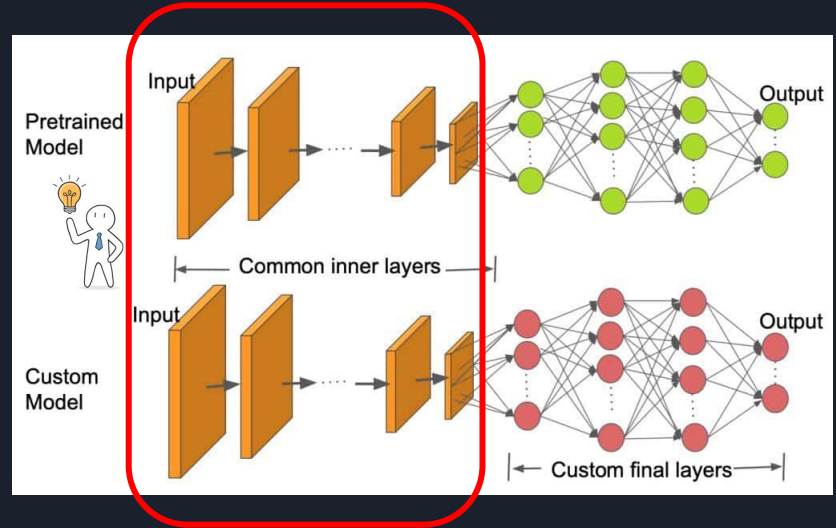 Input
Output
Pretrained
Model
Common inner layers
Input
Output
Custom
Model
Custom final layers